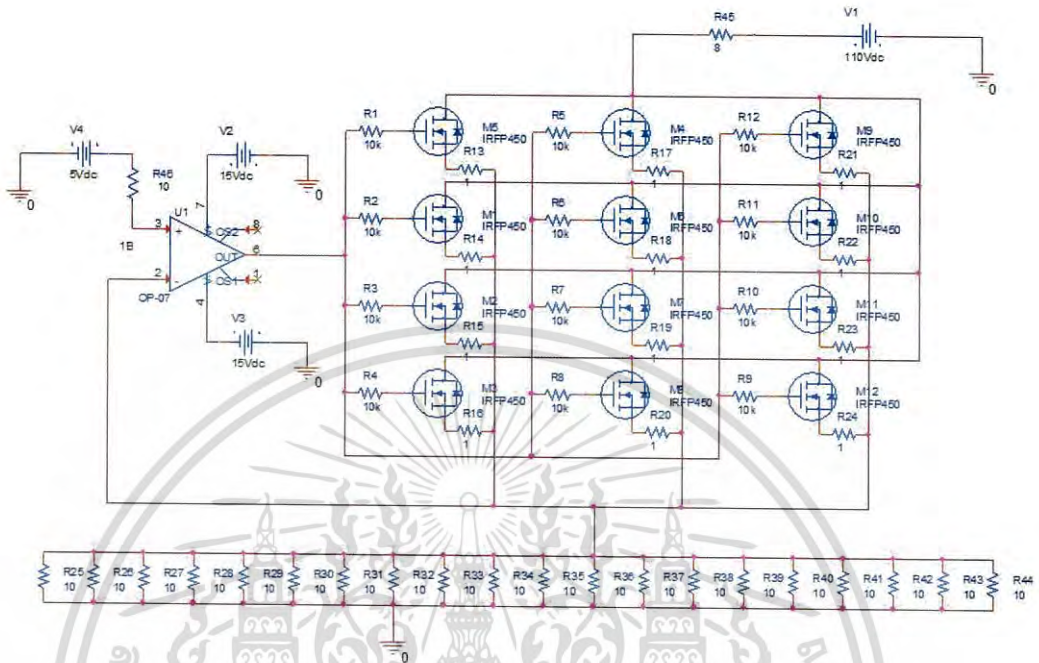 R45
8
V1
110Vdc
0
V4
5Vdc
0
R46
10
V2
15Vdc
0
U1
3
+
2
-
7
OS2
8
OUT
6
OS1
1
4
1B
OP-07
V3
15Vdc
0
R1
10k
M5
IRFP450
R13
1
R5
10k
M4
IRFP450
R17
1
R12
10k
M9
IRFP450
R21
1
R2
10k
M1
IRFP450
R14
1
R6
10k
M6
IRFP450
R18
1
R11
10k
M10
IRFP450
R22
1
R3
10k
M2
IRFP450
R15
1
R7
10k
M7
IRFP450
R19
1
R10
10k
M11
IRFP450
R23
1
R4
10k
M3
IRFP450
R16
1
R8
10k
M8
IRFP450
R20
1
R9
10k
M12
IRFP450
R24
1
R25
10
R26
10
R27
10
R28
10
R29
10
R30
10
R31
10
R32
10
R33
10
R34
10
R35
10
R36
10
R37
10
R38
10
R39
10
R40
10
R41
10
R42
10
R43
10
R44
10
0